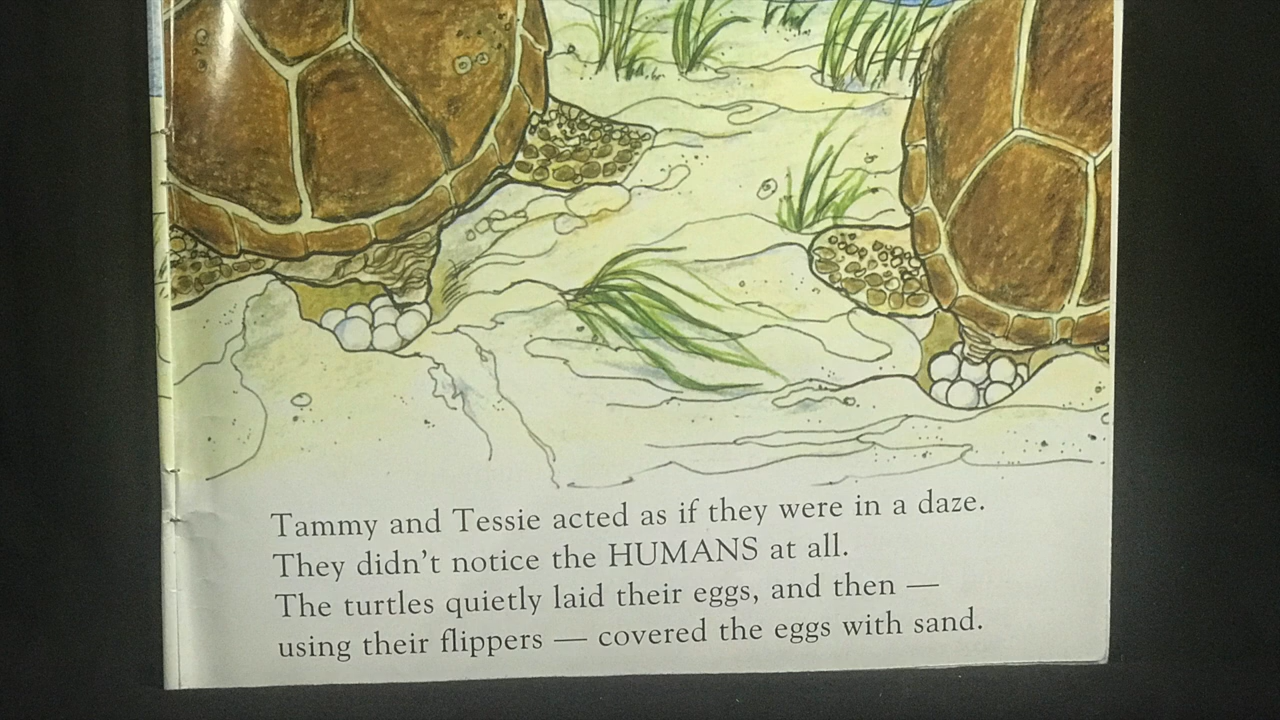 Tammy and Tessie acted as if they were in a daze.
They didn't notice the HUMANS at all.
The turtles quietly laid their eggs, and then —
using their flippers — covered the eggs with sand.